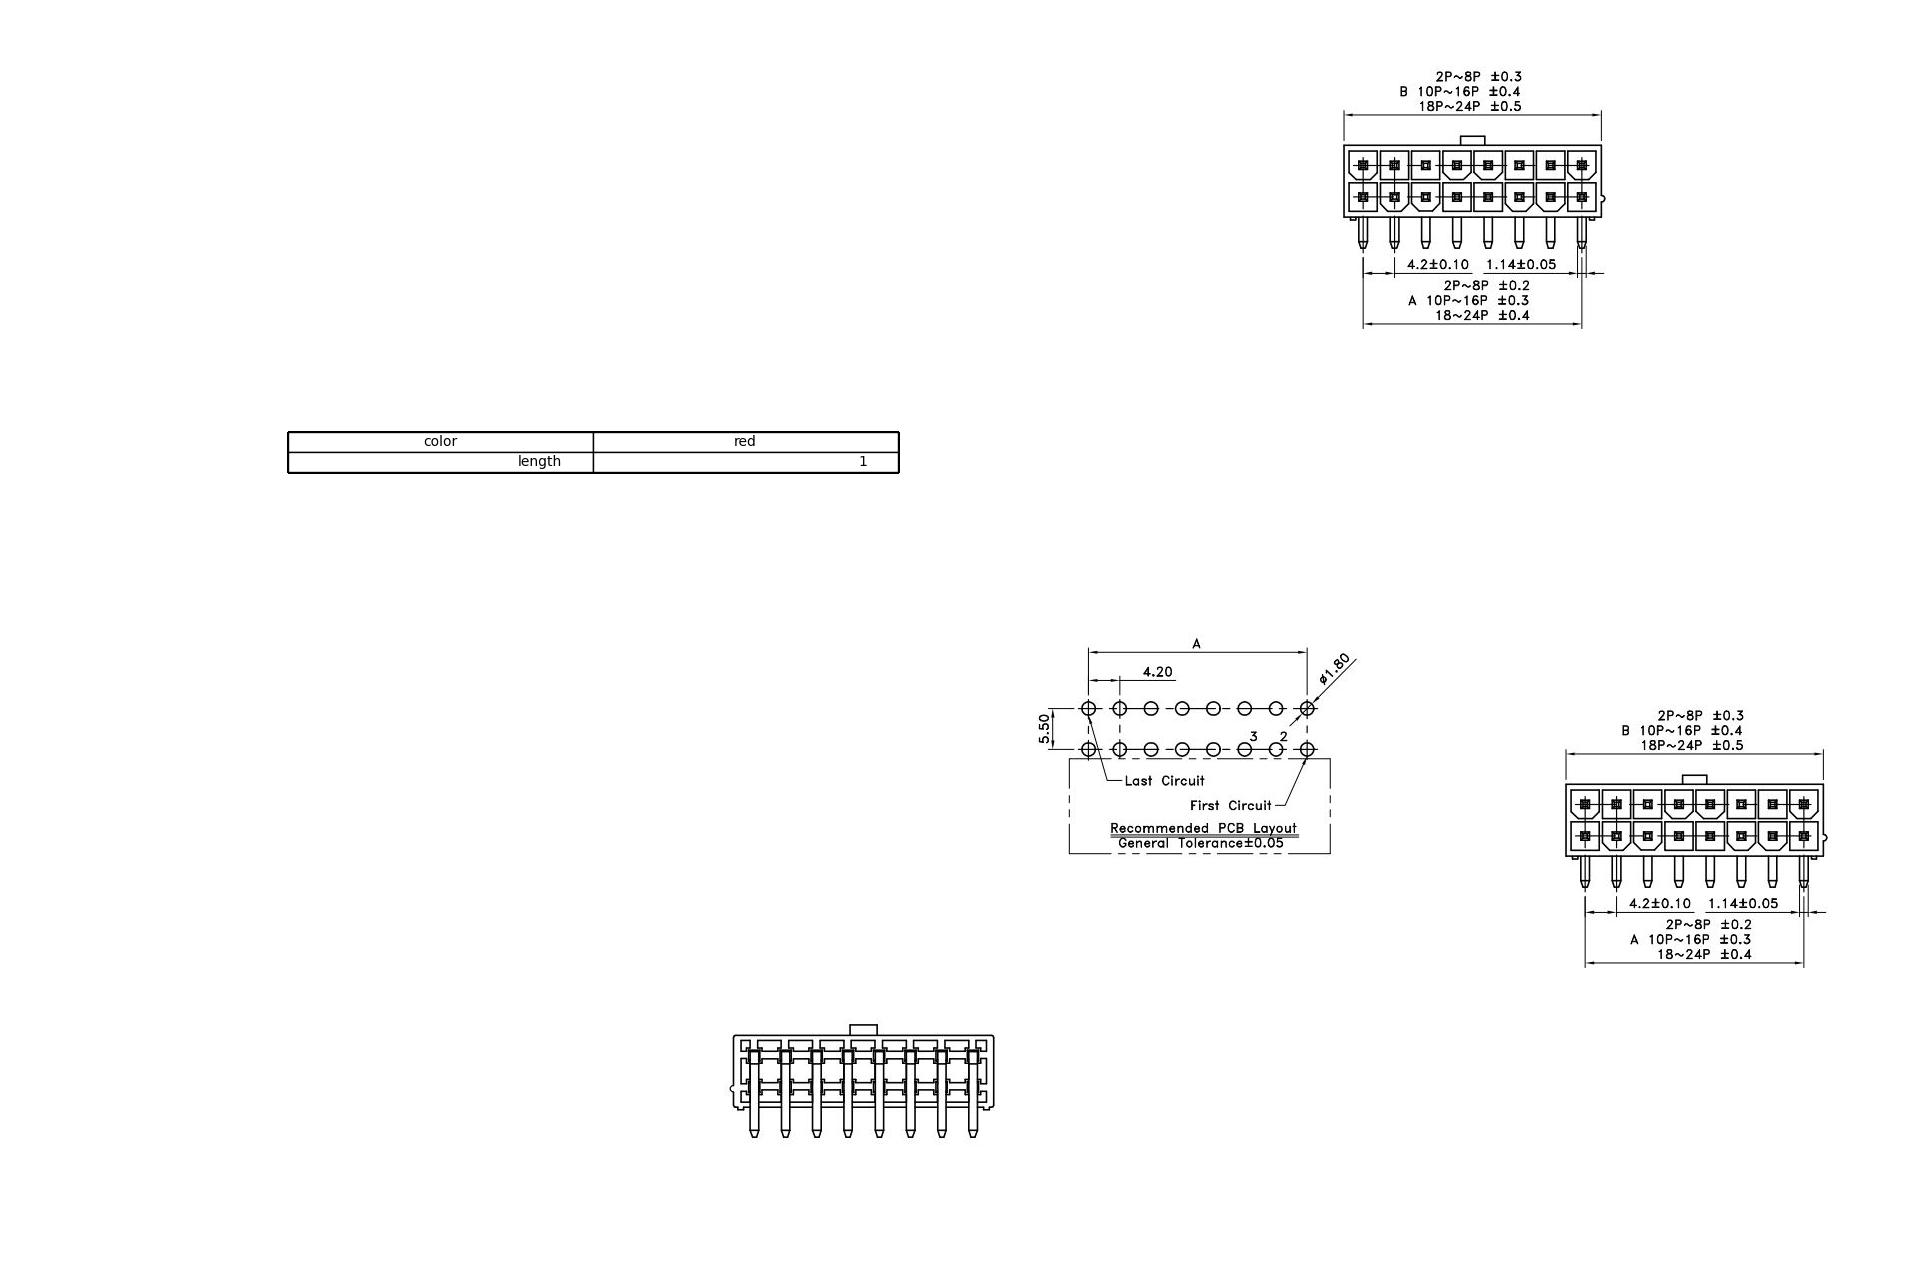 2P~8P ±0.3
B 10P~16P ±0.4
18P~24P ±0.5
4.2±0.10 1.14±0.05
2P~8P ±0.2
A 10P~16P ±0.3
18~24P ±0.4
color red
length 1
A
4.20
ø1.80
5.50
3 2
Last Circuit
First Circuit
Recommended PCB Layout
General Tolerance±0.05
2P~8P ±0.3
B 10P~16P ±0.4
18P~24P ±0.5
4.2±0.10 1.14±0.05
2P~8P ±0.2
A 10P~16P ±0.3
18~24P ±0.4